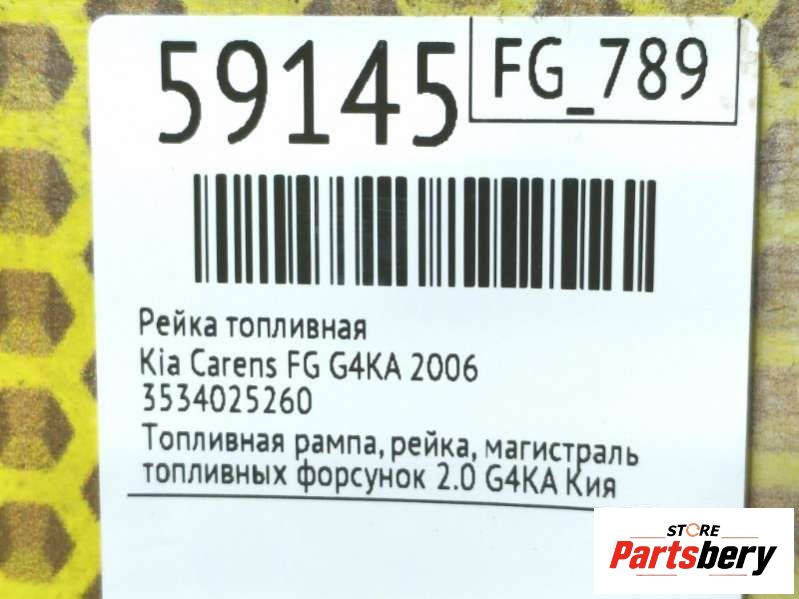 59145
FG_789
Рейка топливная
Kia Carens FG G4KA 2006
3534025260
Топливная рампа, рейка, магистраль
топливных форсунок 2.0 G4KA Кия
STORE
Partsbery